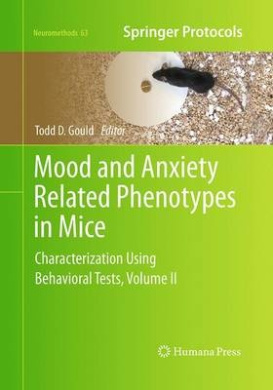 Neuromethods 63
Springer Protocols
Todd D. Gould Editor
Mood and Anxiety
Related Phenotypes
in Mice
Characterization Using
Behavioral Tests, Volume II
Humana Press